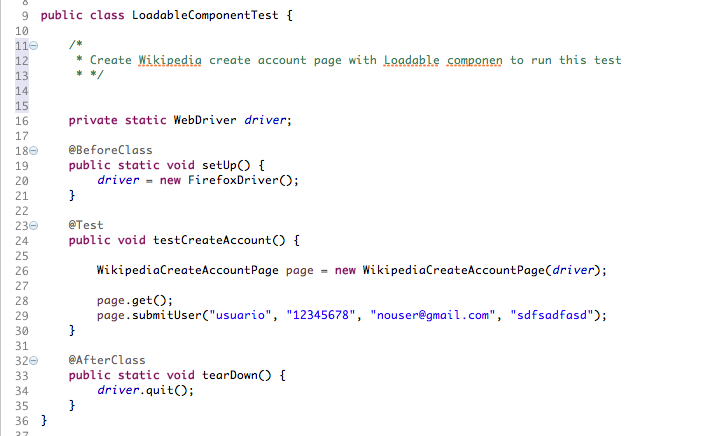 8
9 public class LoadableComponentTest {
10
11 /*
12 * Create Wikipedia create account page with Loadable componen to run this test
13 * */
14
15
16 private static WebDriver driver;
17
18 @BeforeClass
19 public static void setUp() {
20 driver = new FirefoxDriver();
21 }
22
23 @Test
24 public void testCreateAccount() {
25
26 WikipediaCreateAccountPage page = new WikipediaCreateAccountPage(driver);
27
28 page.get();
29 page.submitUser("usuario", "12345678", "nouser@gmail.com", "sdfsadfasd");
30 }
31
32 @AfterClass
33 public static void tearDown() {
34 driver.quit();
35 }
36 }
37